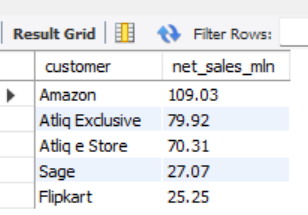 Result Grid Filter Rows:
customer net_sales_mln
Amazon 109.03
Atliq Exclusive 79.92
Atliq e Store 70.31
Sage 27.07
Flipkart 25.25